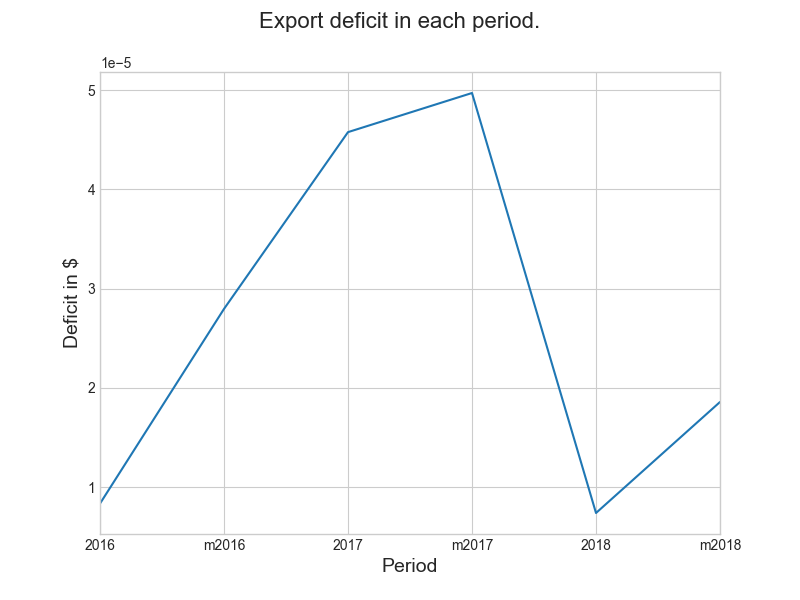 Export deficit in each period.
1e−5
5
4
3
2
1
Deficit in $
2016 m2016 2017 m2017 2018 m2018
Period